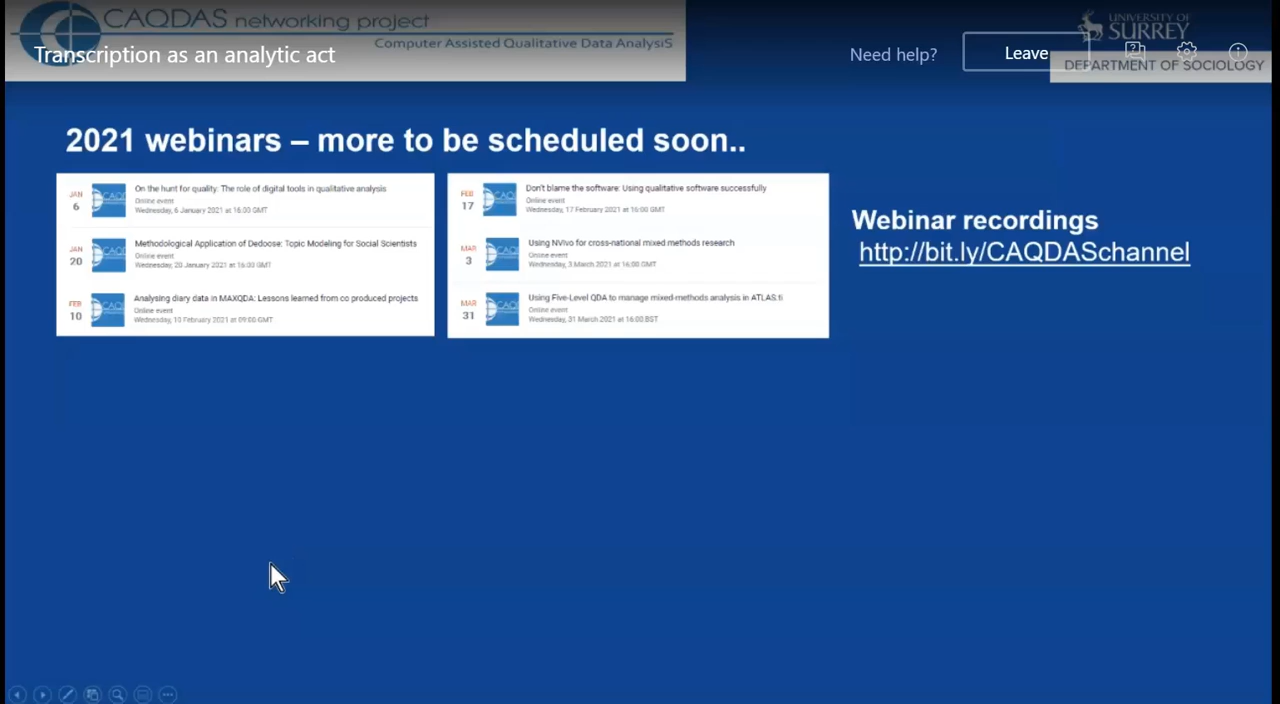 CAQDAS networking project
Computer Assisted Qualitative Data AnalysiS
Transcription as an analytic act
Need help?
Leave
UNIVERSITY OF
SURREY
DEPARTMENT OF SOCIOLOGY
2021 webinars – more to be scheduled soon..
JAN
6
On the hunt for quality: The role of digital tools in qualitative analysis
Online event
Wednesday, 6 January 2021 at 16:00 GMT
JAN
20
Methodological Application of Dedoose: Topic Modeling for Social Scientists
Online event
Wednesday, 20 January 2021 at 16:00 GMT
FEB
10
Analysing diary data in MAXQDA: Lessons learned from co produced projects
Online event
Wednesday, 10 February 2021 at 09:00 GMT
FEB
17
Don't blame the software: Using qualitative software successfully
Online event
Wednesday, 17 February 2021 at 16:00 GMT
MAR
3
Using NVivo for cross-national mixed methods research
Online event
Wednesday, 3 March 2021 at 16:00 GMT
MAR
31
Using Five-Level QDA to manage mixed-methods analysis in ATLAS.ti
Online event
Wednesday, 31 March 2021 at 16:00 BST
Webinar recordings
http://bit.ly/CAQDASchannel